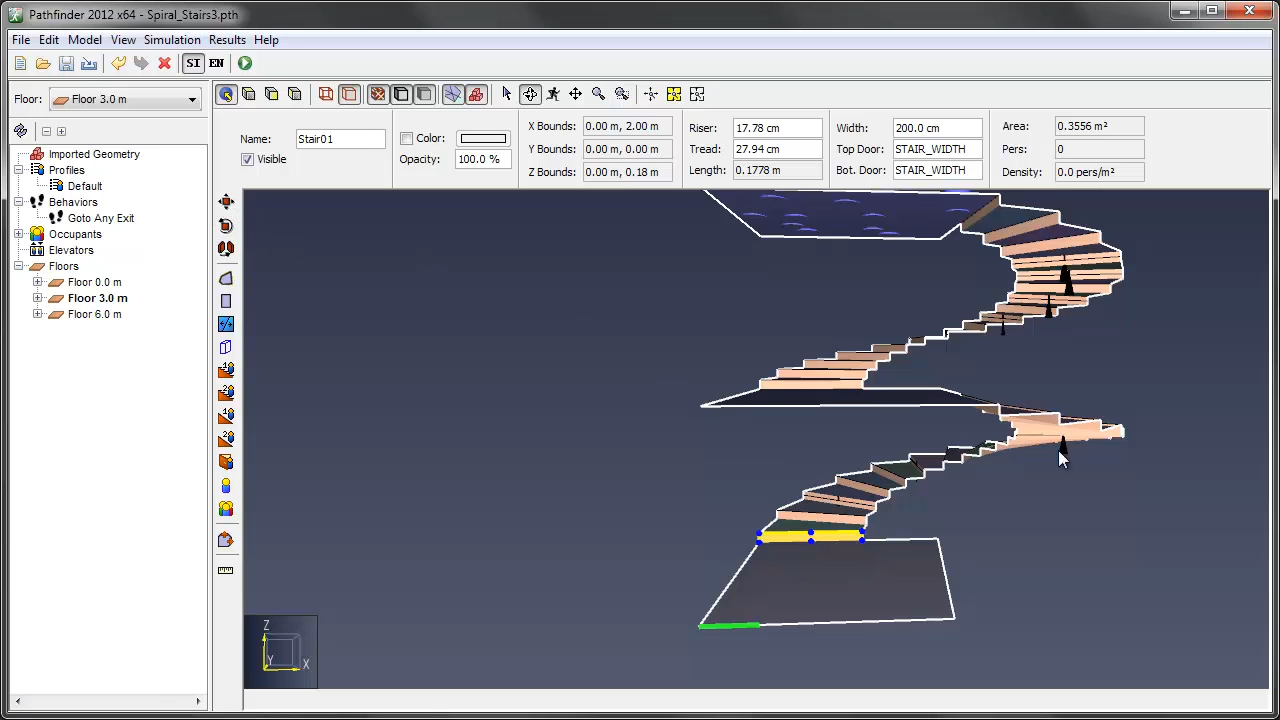 Pathfinder 2012 x64 - Spiral_Stairs3.pth
File Edit Model View Simulation Results Help
SI EN
Floor: Floor 3.0 m
Name: Stair01
Visible
Color:
Opacity: 100.0 %
X Bounds: 0.00 m, 2.00 m
Y Bounds: 0.00 m, 0.00 m
Z Bounds: 0.00 m, 0.18 m
Riser: 17.78 cm
Tread: 27.94 cm
Length: 0.1778 m
Width: 200.0 cm
Top Door: STAIR_WIDTH
Bot. Door: STAIR_WIDTH
Area: 0.3556 m²
Pers: 0
Density: 0.0 pers/m²
Imported Geometry
Profiles
Default
Behaviors
Goto Any Exit
Occupants
Elevators
Floors
Floor 0.0 m
Floor 3.0 m
Floor 6.0 m
Z
Y
X